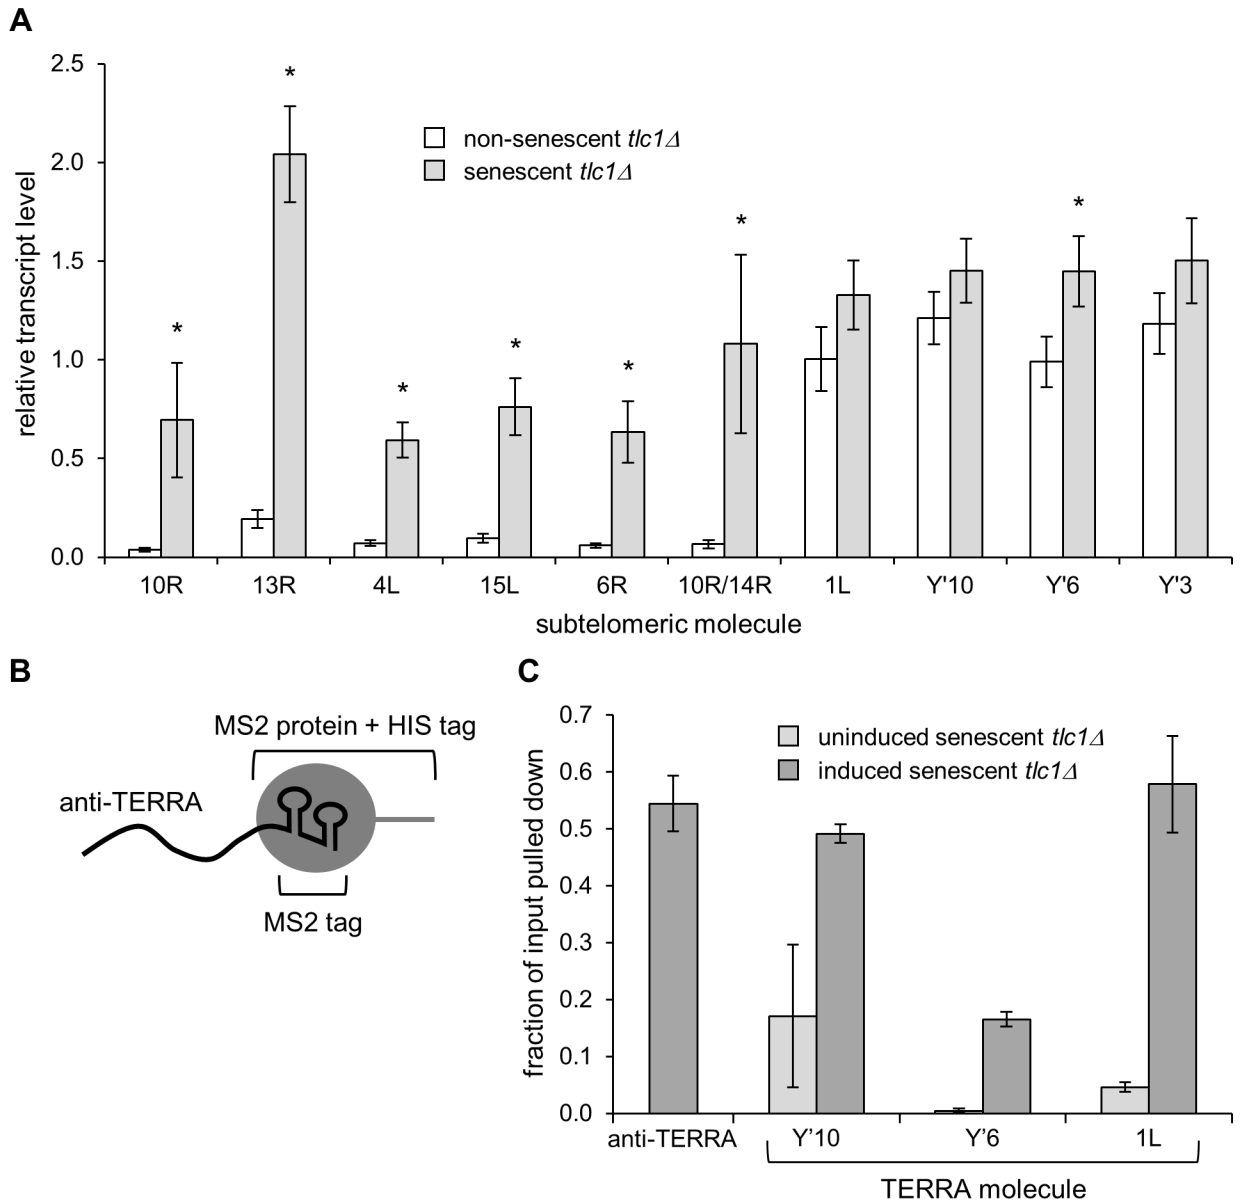 A
2.5
2.0
1.5
1.0
0.5
0.0
relative transcript level
non-senescent tlc1Δ
senescent tlc1Δ
*
*
*
*
*
*
*
10R
13R
4L
15L
6R
10R/14R
1L
Y'10
Y'6
Y'3
subtelomeric molecule
B
MS2 protein + HIS tag
anti-TERRA
MS2 tag
C
0.7
0.6
0.5
0.4
0.3
0.2
0.1
0.0
fraction of input pulled down
uninduced senescent tlc1Δ
induced senescent tlc1Δ
anti-TERRA
Y’10
Y’6
1L
TERRA molecule